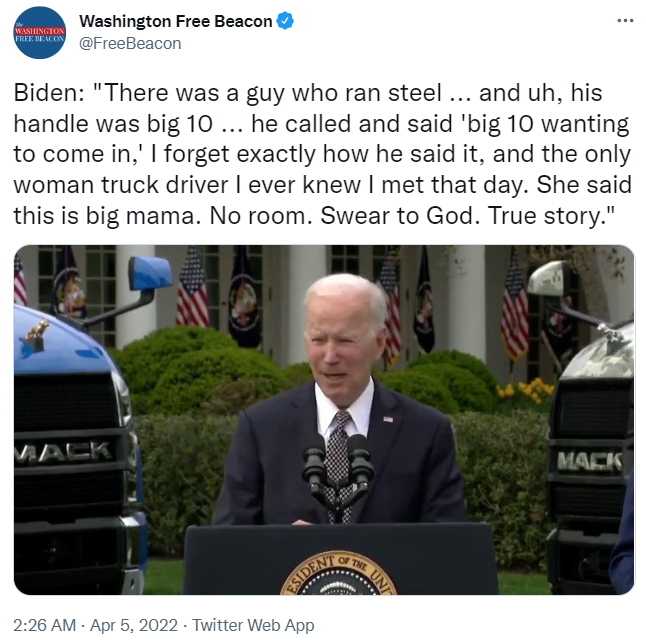 The
WASHINGTON
FREE BEACON
Washington Free Beacon
@FreeBeacon
Biden: "There was a guy who ran steel ... and uh, his
handle was big 10 ... he called and said 'big 10 wanting
to come in,' I forget exactly how he said it, and the only
woman truck driver I ever knew I met that day. She said
this is big mama. No room. Swear to God. True story."
MACK
MACK
ESIDENT OF THE UNI
2:26 AM · Apr 5, 2022 · Twitter Web App